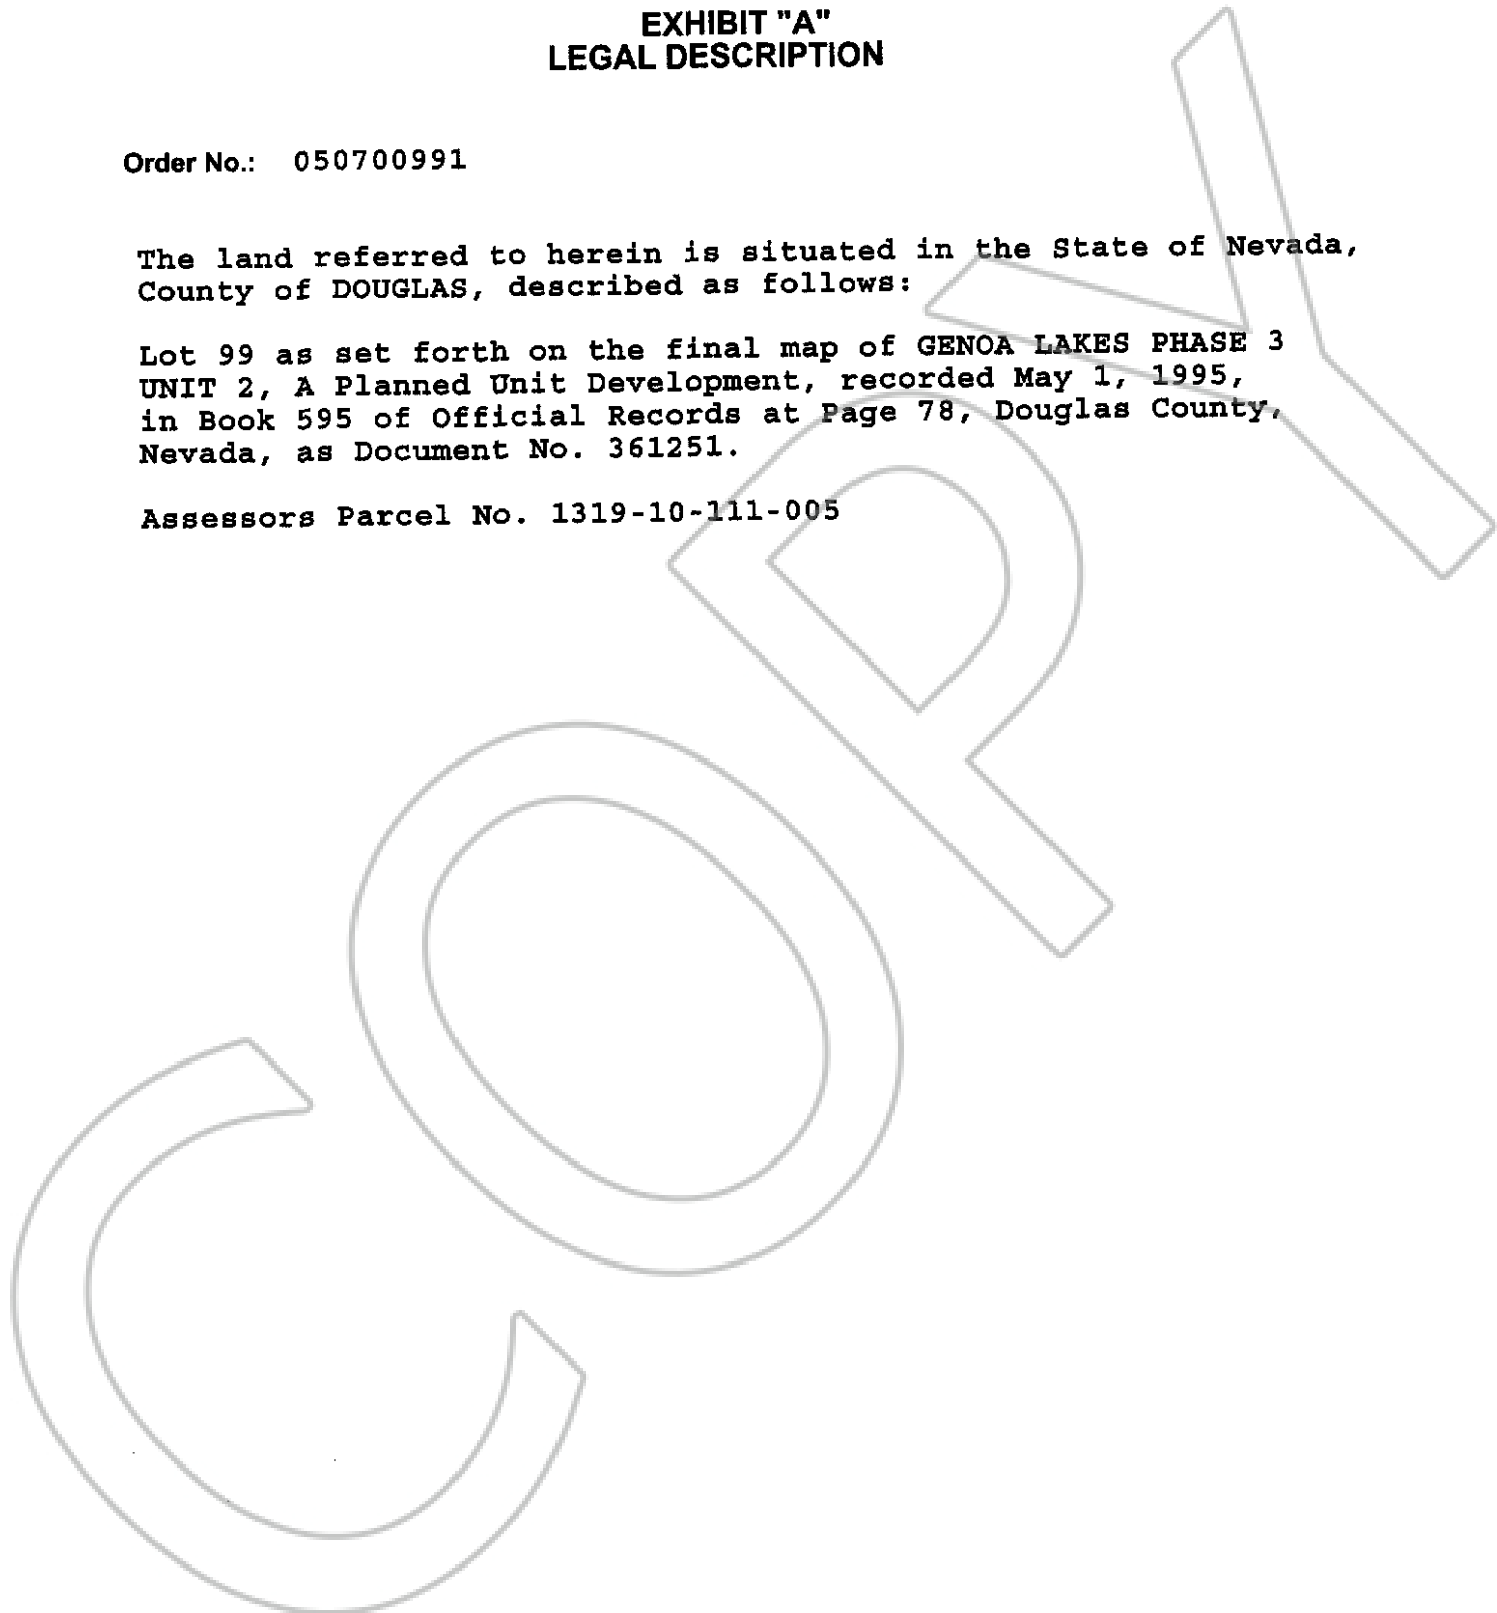 EXHIBIT "A"
LEGAL DESCRIPTION
Order No.: 050700991
The land referred to herein is situated in the State of Nevada,
County of DOUGLAS, described as follows:
Lot 99 as set forth on the final map of GENOA LAKES PHASE 3
UNIT 2, A Planned Unit Development, recorded May 1, 1995,
in Book 595 of Official Records at Page 78, Douglas County,
Nevada, as Document No. 361251.
Assessors Parcel No. 1319-10-111-005
COPY